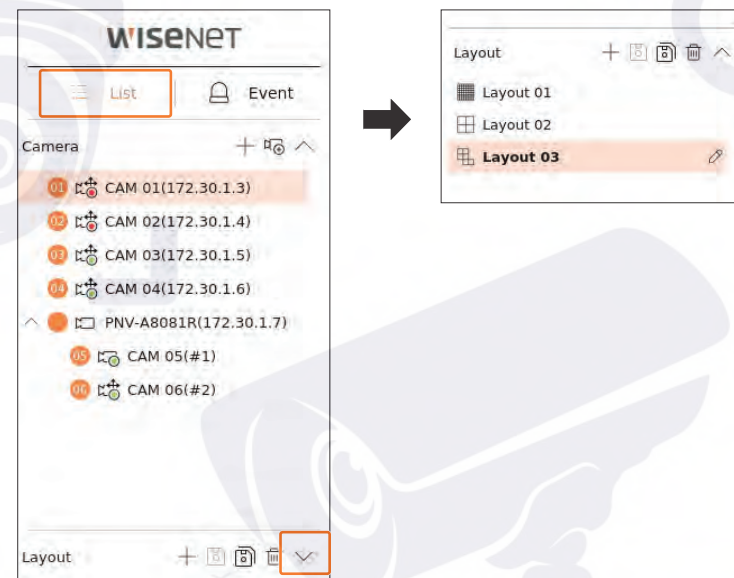 WISENET
List
Event
Camera
01 CAM 01(172.30.1.3)
02 CAM 02(172.30.1.4)
03 CAM 03(172.30.1.5)
04 CAM 04(172.30.1.6)
PNV-A8081R(172.30.1.7)
05 CAM 05(#1)
06 CAM 06(#2)
Layout
Layout
Layout 01
Layout 02
Layout 03